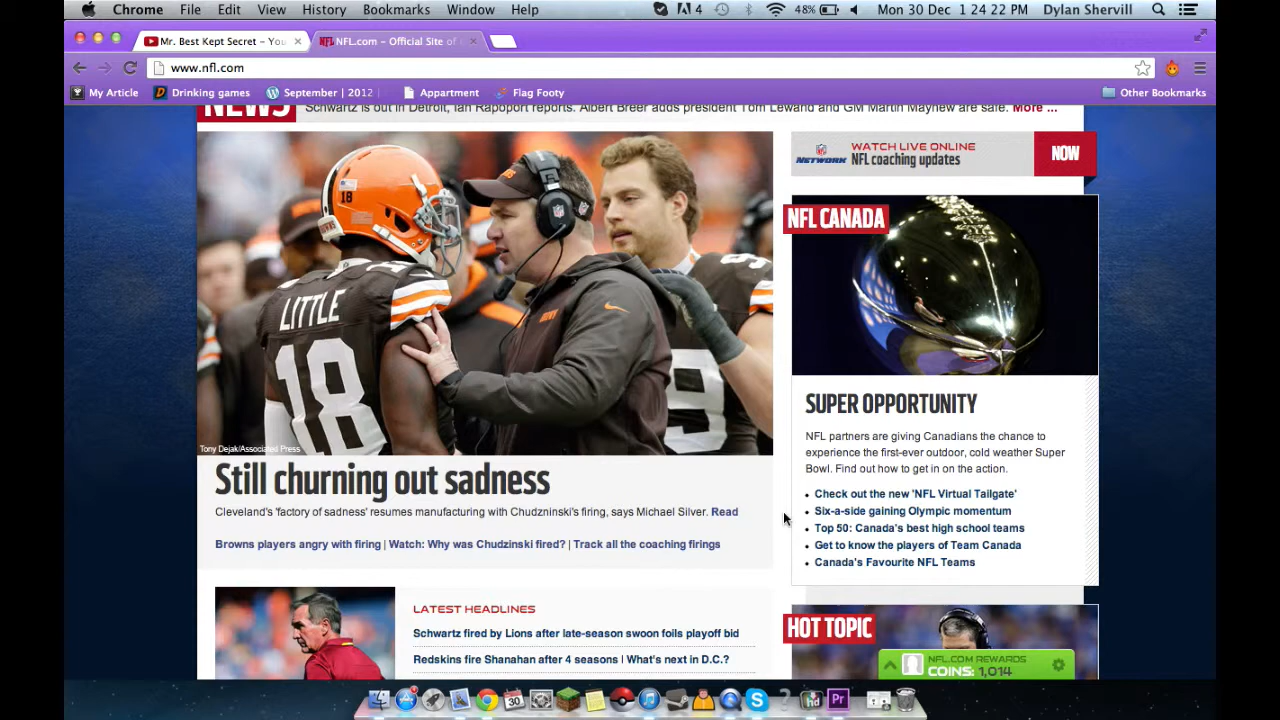 Chrome File Edit View History Bookmarks Window Help 4 48% Mon 30 Dec 1 24 22 PM Dylan Shervill
Mr. Best Kept Secret – You NFL.com – Official Site of
www.nfl.com
My Article Drinking games September | 2012 | Appartment Flag Footy Other Bookmarks
NEWS Schwartz is out in Detroit, Ian Rapoport reports. Albert Breer adds president Tom Lewand and GM Martin Mayhew are safe. More ...
LITTLE
18
18
9
Tony Dejak/Associated Press
Still churning out sadness
Cleveland's 'factory of sadness' resumes manufacturing with Chudzninski's firing, says Michael Silver. Read
Browns players angry with firing | Watch: Why was Chudzinski fired? | Track all the coaching firings
LATEST HEADLINES
Schwartz fired by Lions after late-season swoon foils playoff bid
Redskins fire Shanahan after 4 seasons | What's next in D.C.?
NFL NETWORK WATCH LIVE ONLINE
NFL coaching updates NOW
NFL CANADA
SUPER OPPORTUNITY
NFL partners are giving Canadians the chance to
experience the first-ever outdoor, cold weather Super
Bowl. Find out how to get in on the action.
Check out the new 'NFL Virtual Tailgate'
Six-a-side gaining Olympic momentum
Top 50: Canada's best high school teams
Get to know the players of Team Canada
Canada's Favourite NFL Teams
HOT TOPIC
NFL.COM REWARDS
COINS: 1,014
30 hd Pr